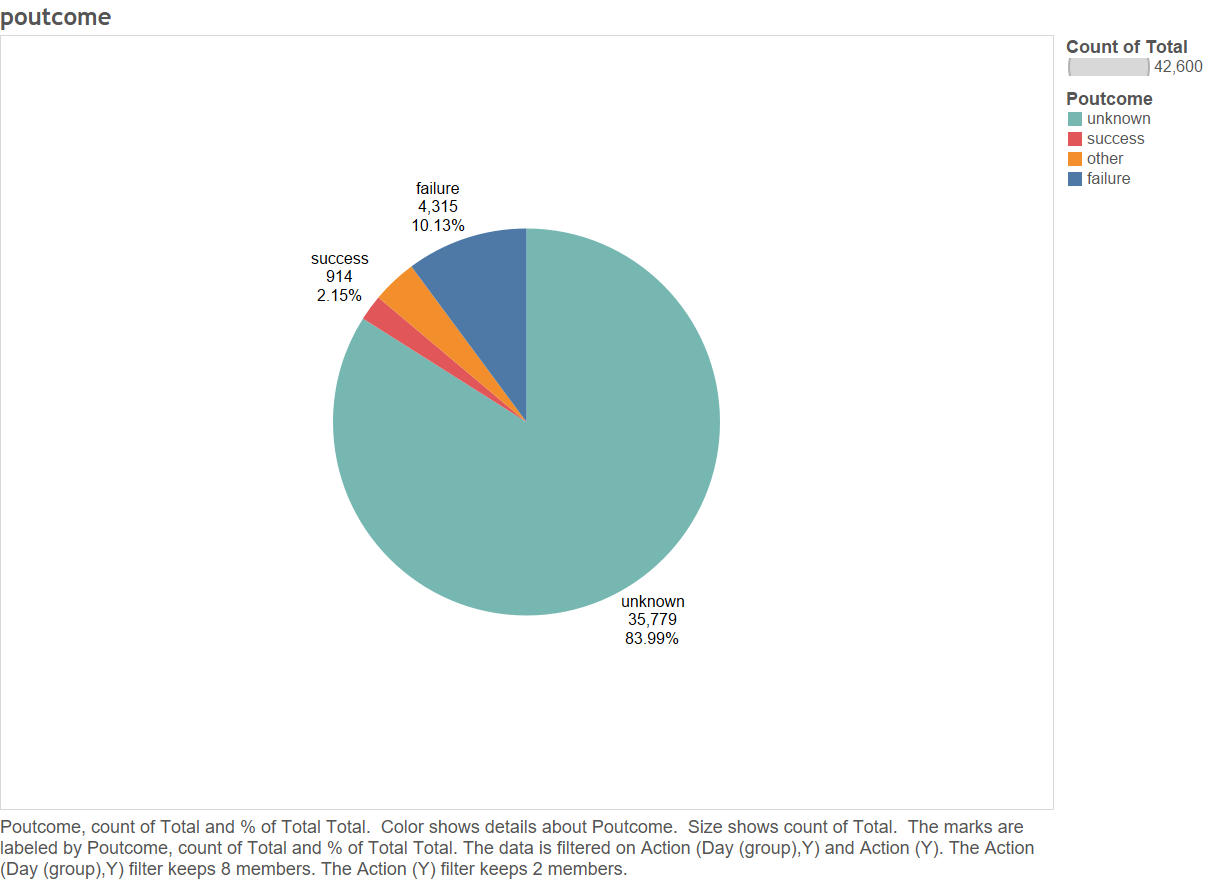 poutcome
Count of Total
42,600
Poutcome
unknown
success
other
failure
failure
4,315
10.13%
success
914
2.15%
unknown
35,779
83.99%
Poutcome, count of Total and % of Total Total.  Color shows details about Poutcome.  Size shows count of Total.  The marks are
labeled by Poutcome, count of Total and % of Total Total. The data is filtered on Action (Day (group),Y) and Action (Y). The Action
(Day (group),Y) filter keeps 8 members. The Action (Y) filter keeps 2 members.